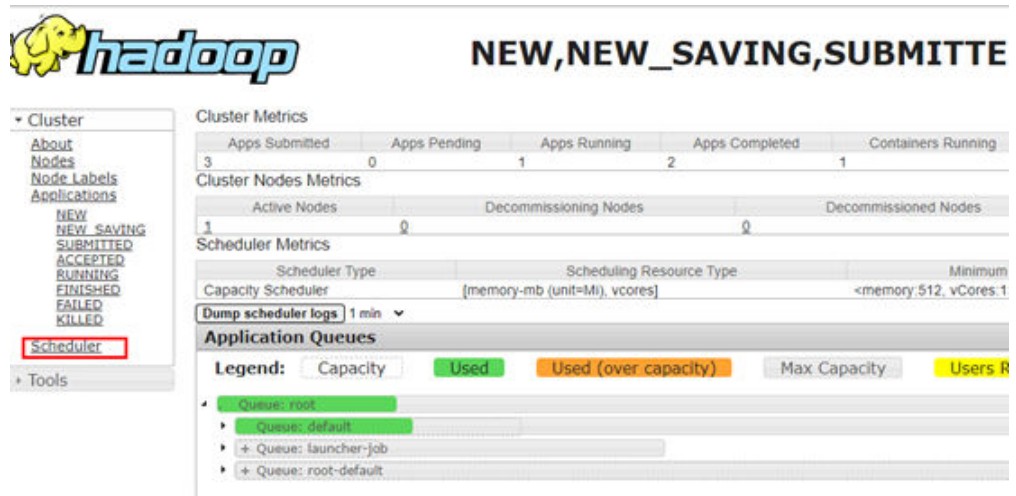 hadoop
NEW,NEW_SAVING,SUBMITTE
Cluster
About
Nodes
Node Labels
Applications
NEW
NEW_SAVING
SUBMITTED
ACCEPTED
RUNNING
FINISHED
FAILED
KILLED
Scheduler
Tools
Cluster Metrics
Apps Submitted Apps Pending Apps Running Apps Completed Containers Running
3 0 1 2 1
Cluster Nodes Metrics
Active Nodes Decommissioning Nodes Decommissioned Nodes
1 0 0
Scheduler Metrics
Scheduler Type Scheduling Resource Type Minimum
Capacity Scheduler [memory-mb (unit=Mi), vcores] <memory:512, vCores:1
Dump scheduler logs 1 min
Application Queues
Legend: Capacity Used Used (over capacity) Max Capacity Users R
Queue: root
Queue: default
+ Queue: launcher-job
+ Queue: root-default